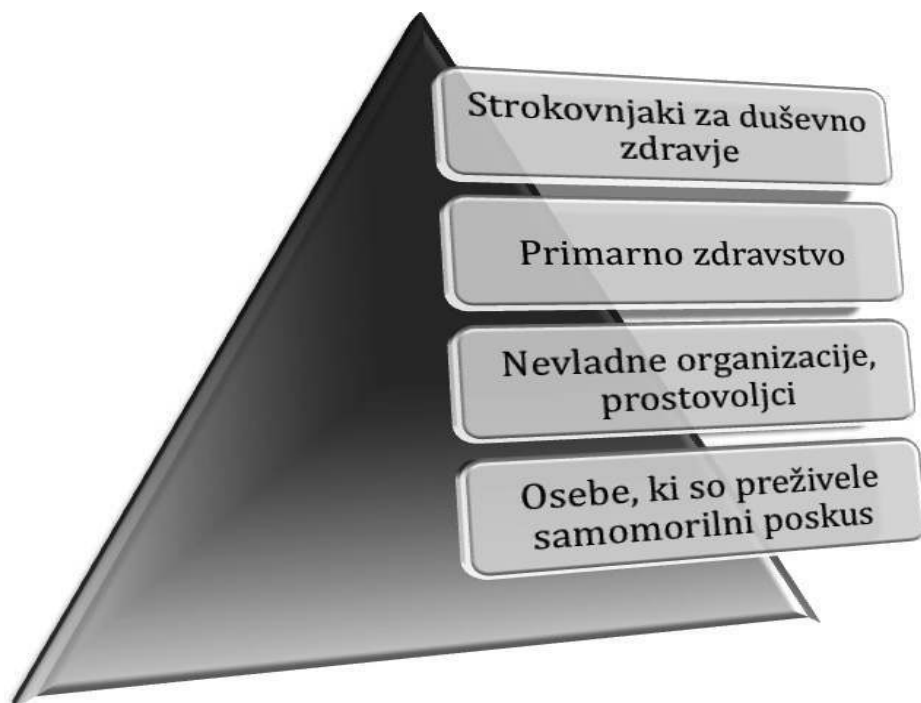 Strokovnjaki za duševno
zdravje
Primarno zdravstvo
Nevladne organizacije,
prostovoljci
Osebe, ki so preživele
samomorilni poskus